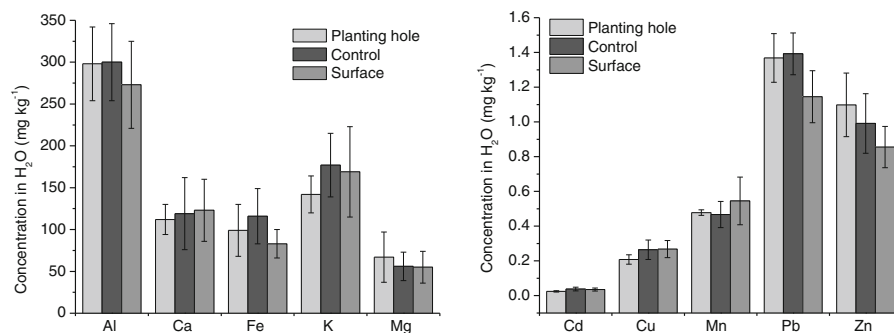 Concentration in H₂O (mg kg⁻¹)
350
300
250
200
150
100
50
0
Planting hole
Control
Surface
Al Ca Fe K Mg
Concentration in H₂O (mg kg⁻¹)
1.6
1.4
1.2
1.0
0.8
0.6
0.4
0.2
0.0
Planting hole
Control
Surface
Cd Cu Mn Pb Zn